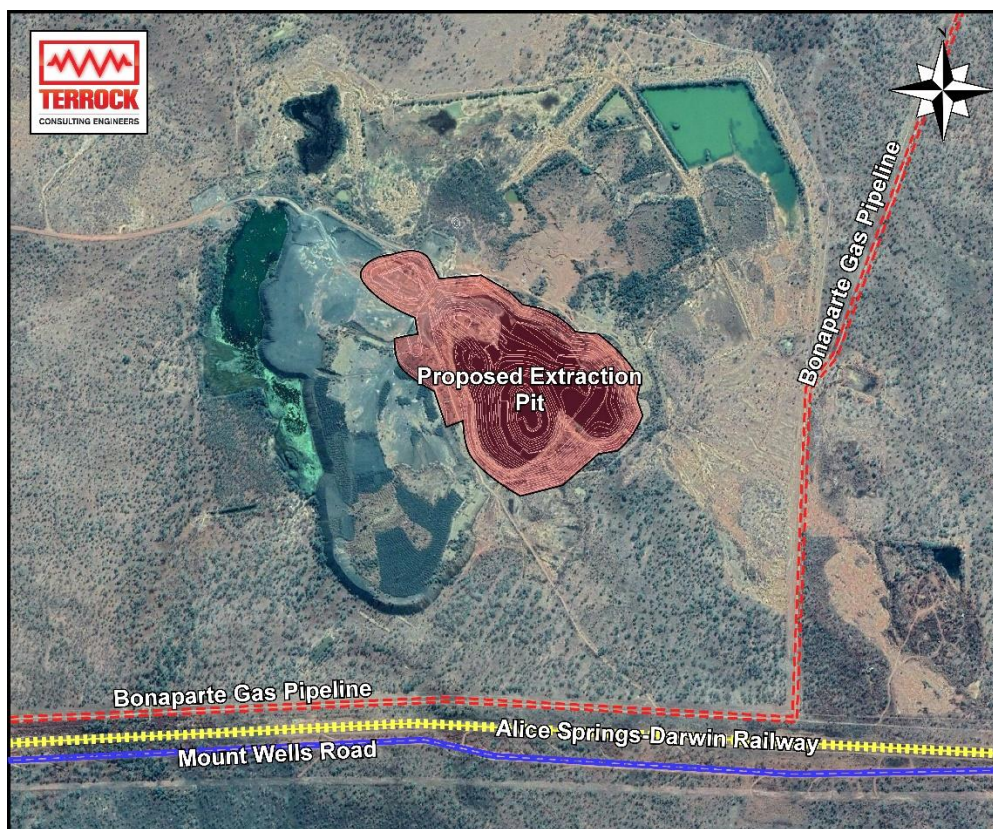 TERROCK
CONSULTING ENGINEERS
Bonaparte Gas Pipeline
Proposed Extraction
Pit
Bonaparte Gas Pipeline
Alice Springs-Darwin Railway
Mount Wells Road